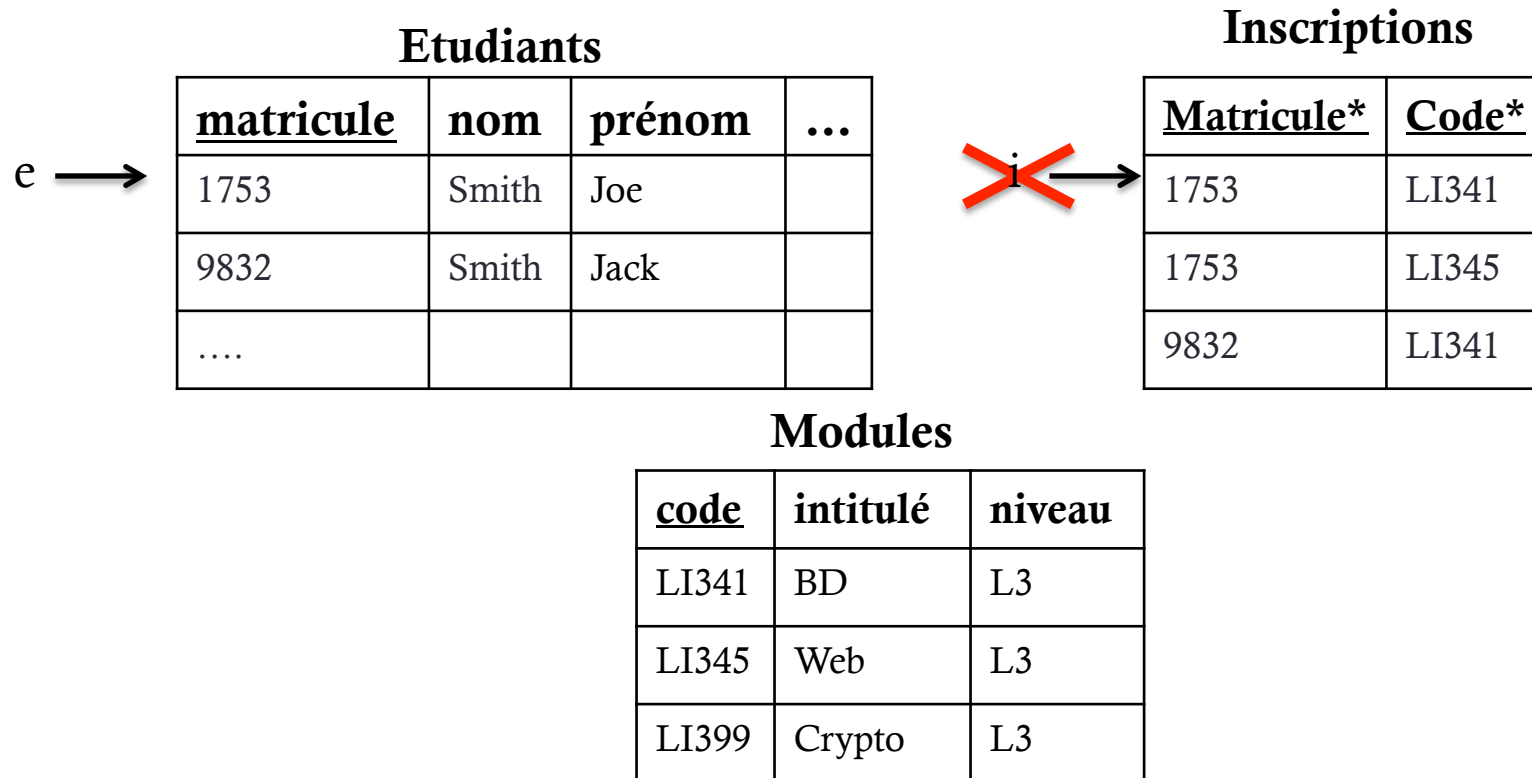 Etudiants
matricule nom prénom ...
e 1753 Smith Joe
9832 Smith Jack
....
Inscriptions
Matricule* Code*
i 1753 LI341
1753 LI345
9832 LI341
Modules
code intitulé niveau
LI341 BD L3
LI345 Web L3
LI399 Crypto L3